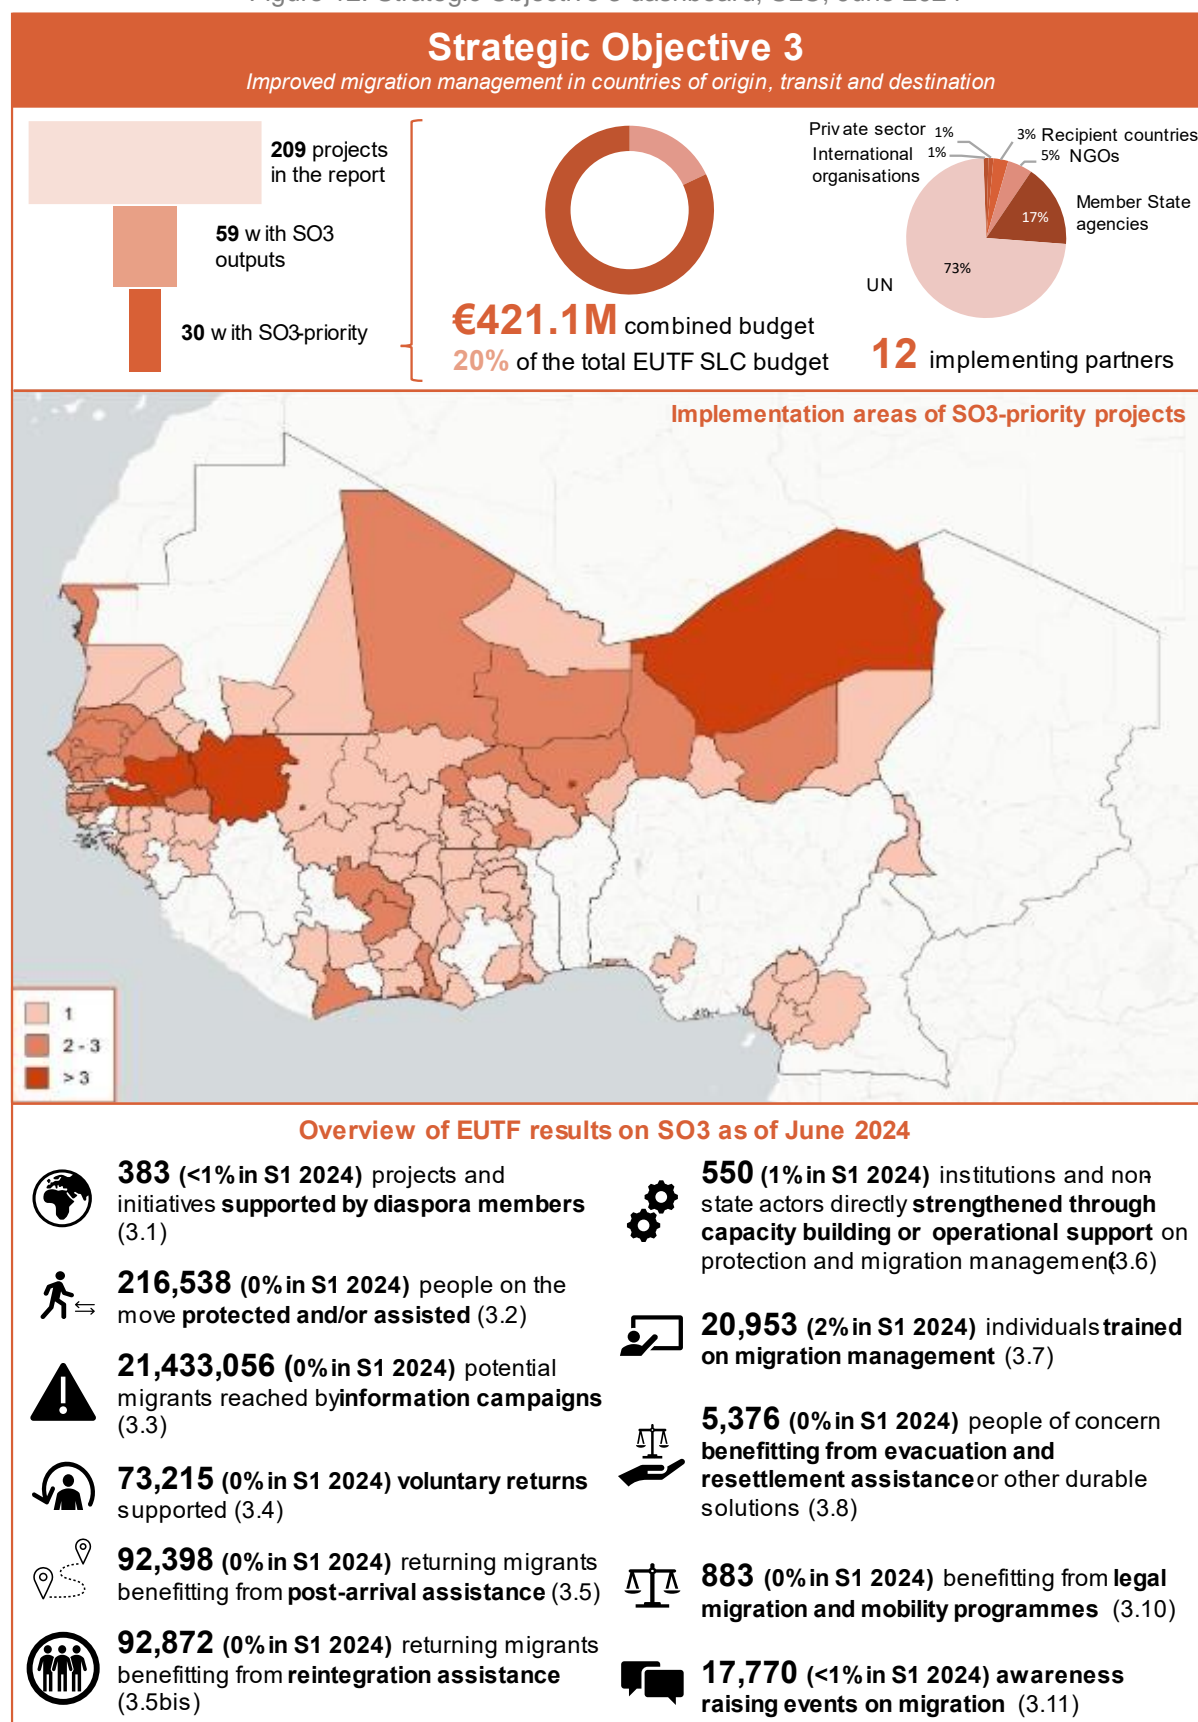 Strategic Objective 3
Improved migration management in countries of origin, transit and destination
209 projects
in the report
59 with SO3
outputs
30 with SO3-priority
€421.1M combined budget
20% of the total EUTF SLC budget
Private sector 1%
International 1%
organisations
3% Recipient countries
5% NGOs
Member State
agencies
17%
73%
UN
12 implementing partners
Implementation areas of SO3-priority projects
1
2 - 3
> 3
Overview of EUTF results on SO3 as of June 2024
383 (<1% in S1 2024) projects and
initiatives supported by diaspora members
(3.1)
216,538 (0% in S1 2024) people on the
move protected and/or assisted (3.2)
21,433,056 (0% in S1 2024) potential
migrants reached by information campaigns
(3.3)
73,215 (0% in S1 2024) voluntary returns
supported (3.4)
92,398 (0% in S1 2024) returning migrants
benefitting from post-arrival assistance (3.5)
92,872 (0% in S1 2024) returning migrants
benefitting from reintegration assistance
(3.5bis)
550 (1% in S1 2024) institutions and non-
state actors directly strengthened through
capacity building or operational support on
protection and migration management (3.6)
20,953 (2% in S1 2024) individuals trained
on migration management (3.7)
5,376 (0% in S1 2024) people of concern
benefitting from evacuation and
resettlement assistance or other durable
solutions (3.8)
883 (0% in S1 2024) benefitting from legal
migration and mobility programmes (3.10)
17,770 (<1% in S1 2024) awareness
raising events on migration (3.11)